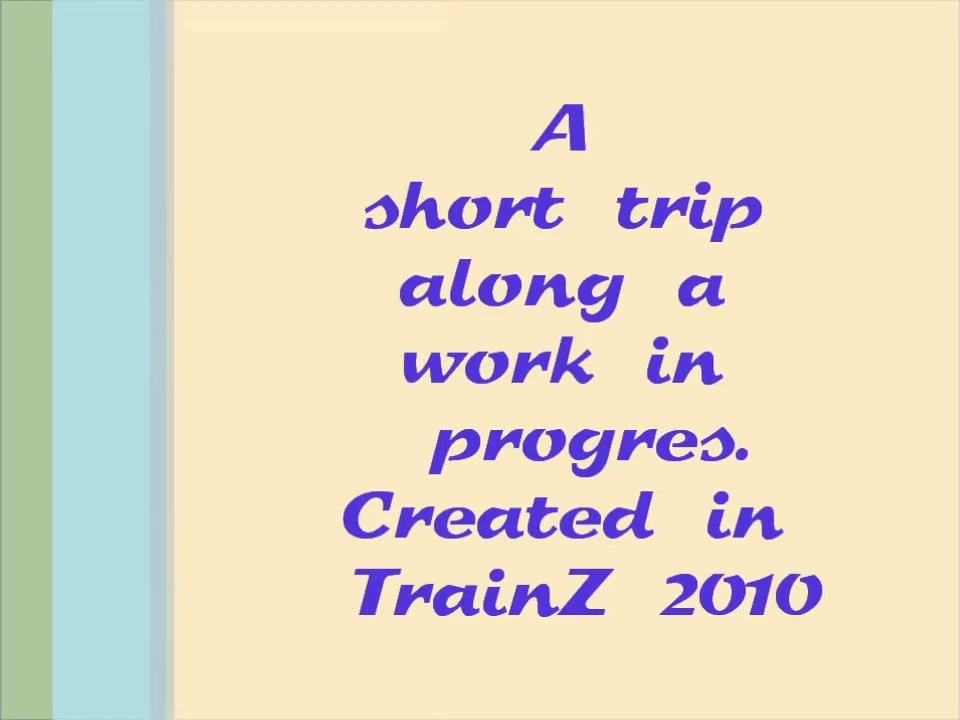 A
short trip
along a
work in
progres.
Created in
TrainZ 2010